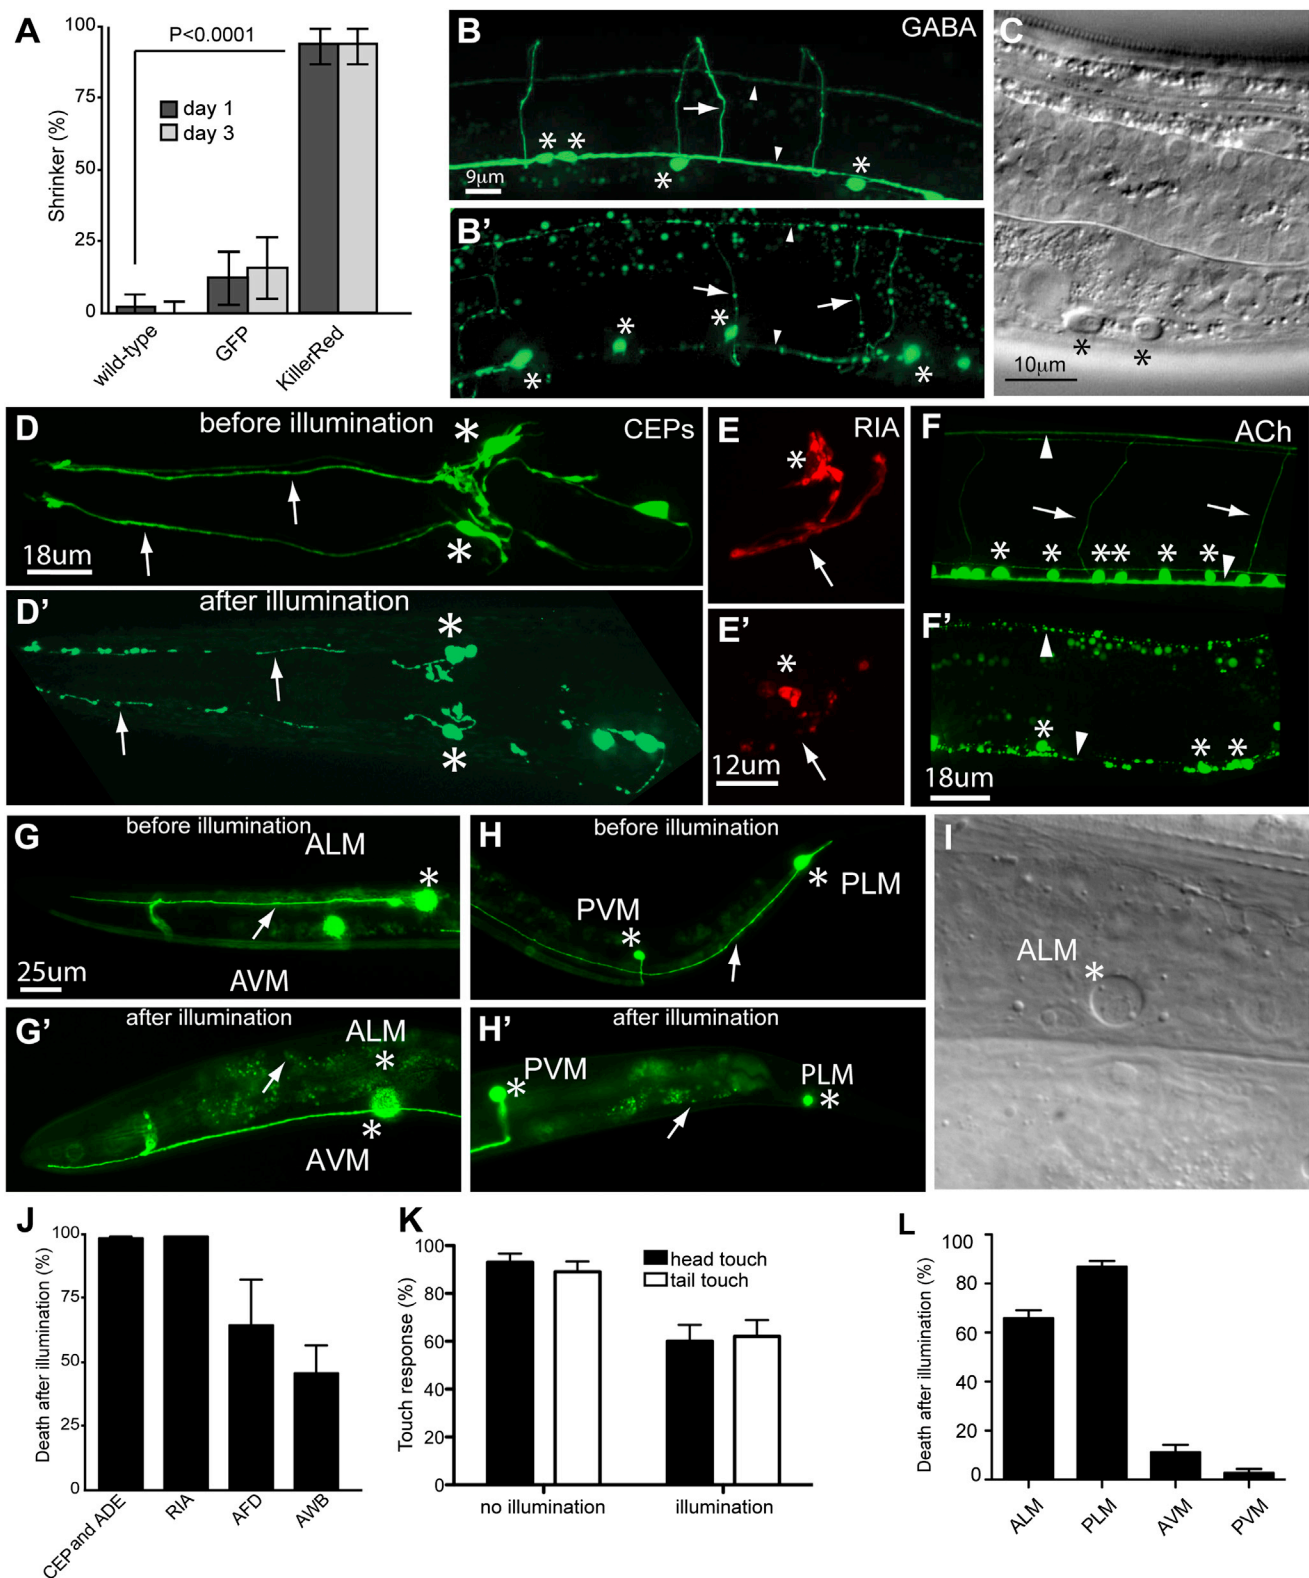 A
Shrinker (%)
100
75
50
25
0
P<0.0001
day 1
day 3
wild-type
GFP
KillerRed
B
GABA
* *
*
*
9µm
B'
*
*
*
*
C
* *
10µm
D
before illumination
CEPs
*
*
18um
D'
after illumination
*
*
E
RIA
*
E'
*
12um
F
ACh
* * ** * *
F'
*
* *
18um
G
before illumination
ALM
*
25um
AVM
G'
after illumination
ALM
*
*
AVM
H
before illumination
PVM
*
*
PLM
H'
after illumination
PVM
*
PLM
*
I
ALM
*
J
Death after illumination (%)
100
75
50
25
0
CEP and ADE
RIA
AFD
AWB
K
Touch response (%)
100
80
60
40
20
0
head touch
tail touch
no illumination
illumination
L
Death after illumination (%)
100
80
60
40
20
0
ALM
PLM
AVM
PVM